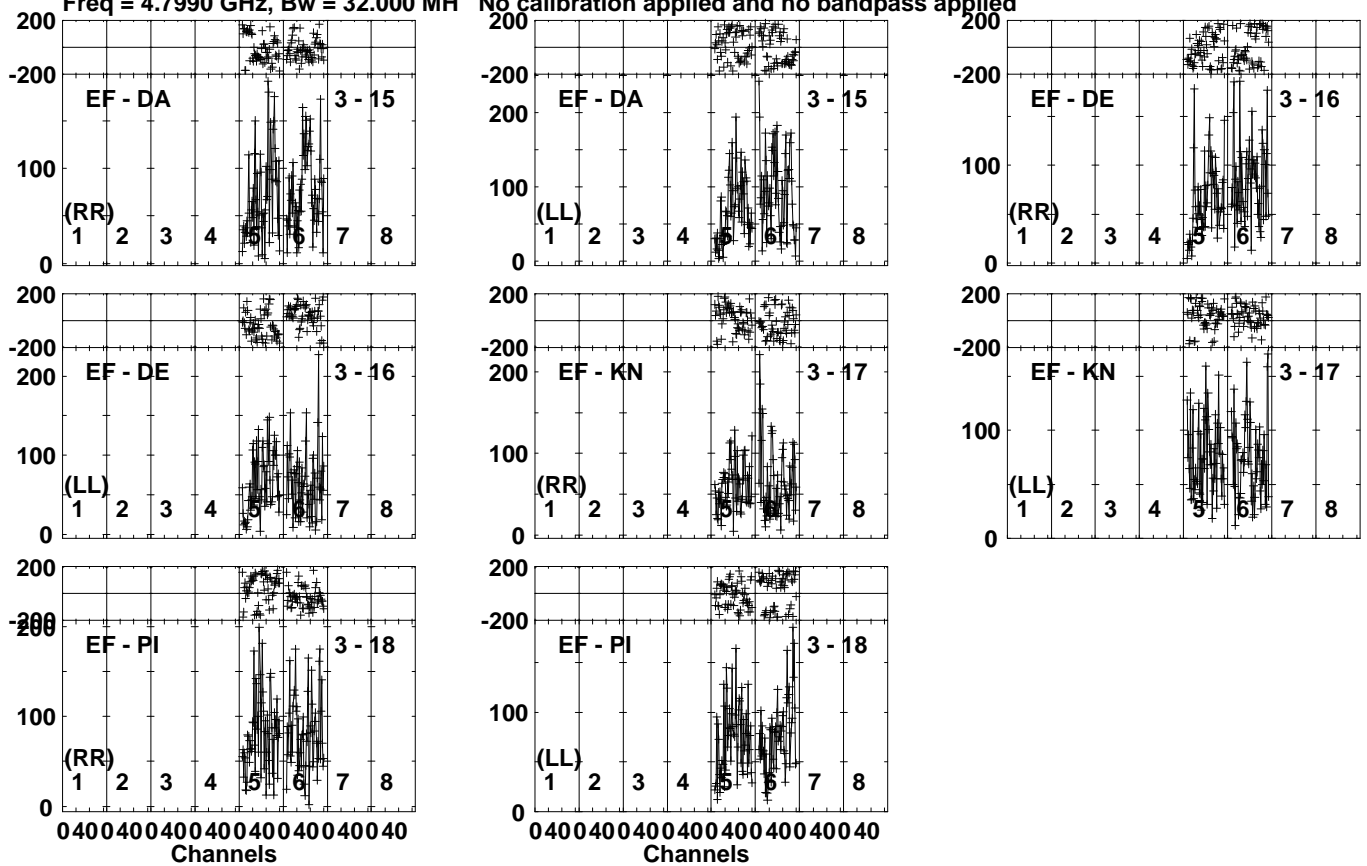 Freq = 4.7990 GHz, Bw = 32.000 MH No calibration applied and no bandpass applied
200
-200
EF - DA 3 - 15
100
(RR)
1 2 3 4 5 6 7 8
0
200
-200
EF - DA 3 - 15
200
100
(LL)
1 2 3 4 5 6 7 8
0
200
-200
EF - DE 3 - 16
100
(RR)
1 2 3 4 5 6 7 8
0
200
-200
EF - DE 3 - 16
200
100
(LL)
1 2 3 4 5 6 7 8
0
200
-200
EF - KN 3 - 17
200
100
(RR)
1 2 3 4 5 6 7 8
0
200
-200
EF - KN 3 - 17
100
(LL)
1 2 3 4 5 6 7 8
0
200
-200
200
EF - PI 3 - 18
100
(RR)
1 2 3 4 5 6 7 8
0
0 40 0 40 0 40 0 40 0 40 0 40 0 40 0 40
Channels
200
-200
EF - PI 3 - 18
100
(LL)
1 2 3 4 5 6 7 8
0
0 40 0 40 0 40 0 40 0 40 0 40 0 40 0 40
Channels